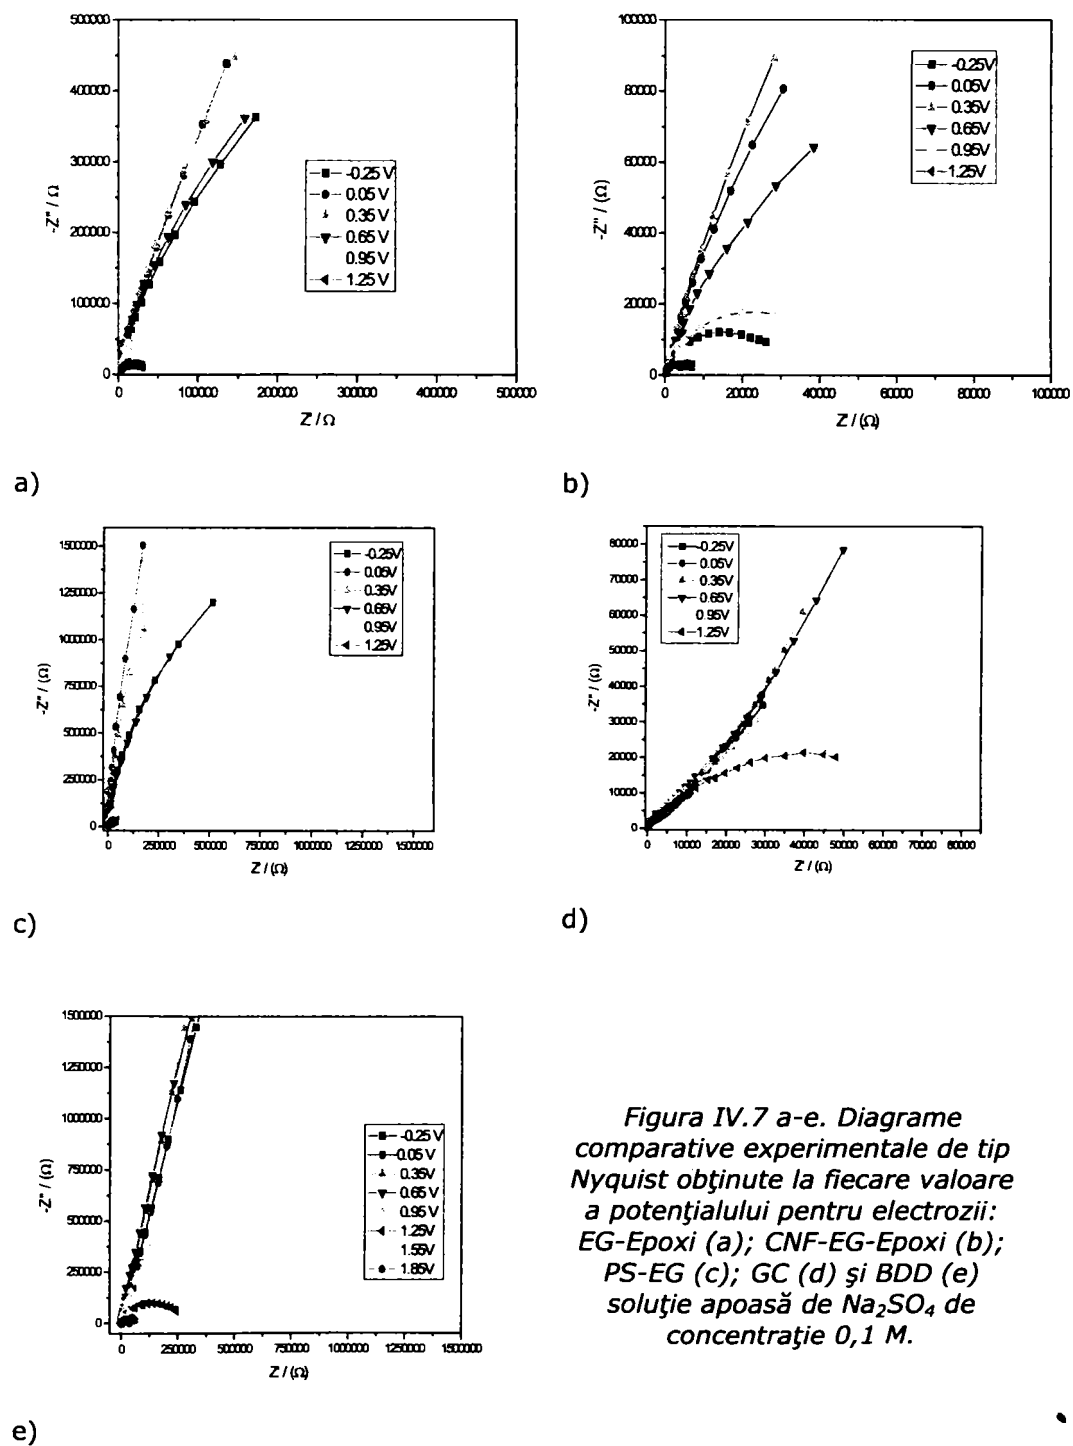 500000
400000
300000
200000
100000
0
-Z'' / Ω
0 100000 200000 300000 400000 500000
Z' / Ω
-0.25 V
0.05 V
0.35 V
0.65 V
0.95 V
1.25 V
a)
100000
80000
60000
40000
20000
0
-Z'' / (Ω)
0 20000 40000 60000 80000 100000
Z' / (Ω)
-0.25V
0.05V
0.35V
0.65V
0.95V
1.25V
b)
1500000
1250000
1000000
750000
500000
250000
0
-Z'' / (Ω)
0 250000 500000 750000 1000000 1250000 1500000
Z' / (Ω)
-0.25V
0.05V
0.35V
0.65V
0.95V
1.25V
c)
80000
70000
60000
50000
40000
30000
20000
10000
0
-Z'' / (Ω)
0 10000 20000 30000 40000 50000 60000 70000 80000
Z' / (Ω)
-0.25V
0.05V
0.35V
0.65V
0.95V
1.25V
d)
1500000
1250000
1000000
750000
500000
250000
0
-Z'' / (Ω)
0 250000 500000 750000 1000000 1250000 1500000
Z' / (Ω)
-0.25 V
0.05 V
0.35V
0.65 V
0.95 V
1.25V
1.55V
1.85V
e)
Figura IV.7 a-e. Diagrame
comparative experimentale de tip
Nyquist obţinute la fiecare valoare
a potenţialului pentru electrozii:
EG-Epoxi (a); CNF-EG-Epoxi (b);
PS-EG (c); GC (d) şi BDD (e)
soluţie apoasă de Na₂SO₄ de
concentraţie 0,1 M.